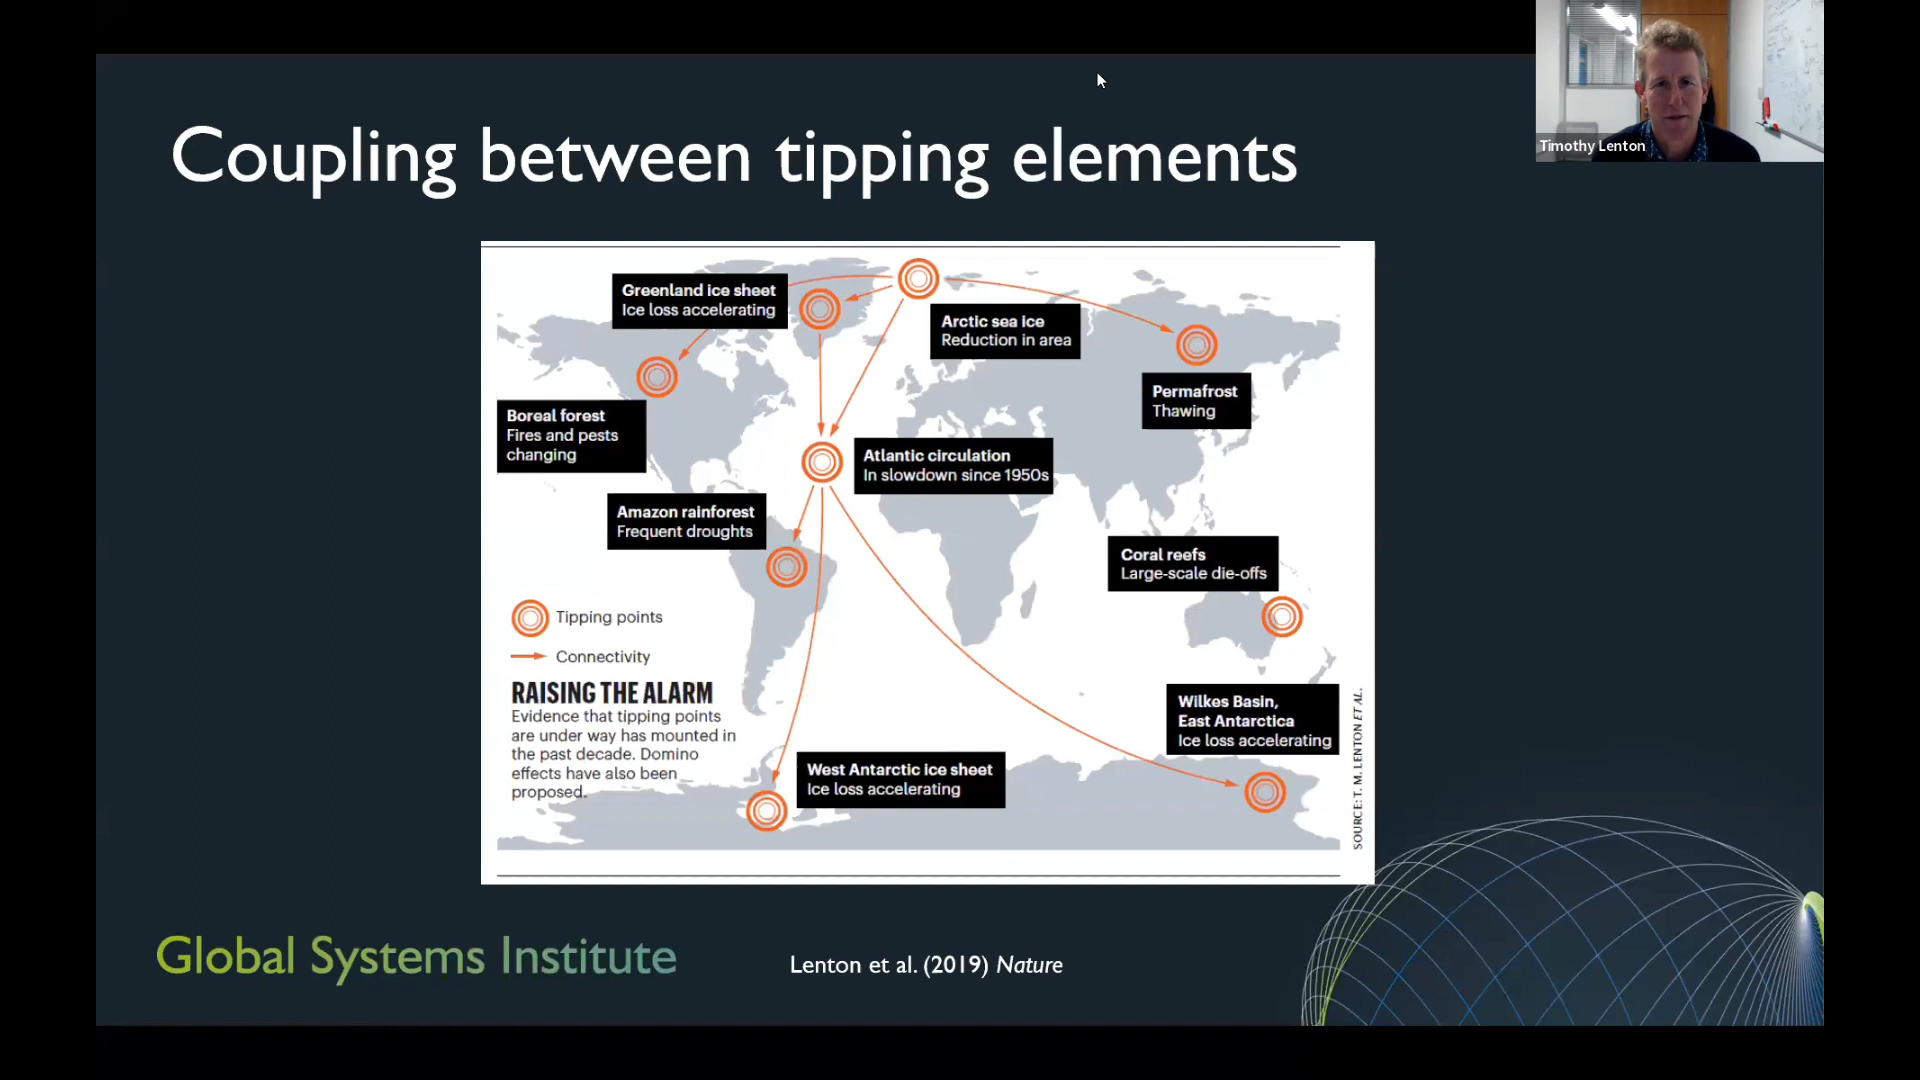 Timothy Lenton
Coupling between tipping elements
Greenland ice sheet
Ice loss accelerating
Arctic sea ice
Reduction in area
Permafrost
Thawing
Boreal forest
Fires and pests
changing
Atlantic circulation
In slowdown since 1950s
Amazon rainforest
Frequent droughts
Coral reefs
Large-scale die-offs
Tipping points
Connectivity
RAISING THE ALARM
Evidence that tipping points
are under way has mounted in
the past decade. Domino
effects have also been
proposed.
Wilkes Basin,
East Antarctica
Ice loss accelerating
West Antarctic ice sheet
Ice loss accelerating
SOURCE: T. M. LENTON ET AL.
Global Systems Institute
Lenton et al. (2019) Nature